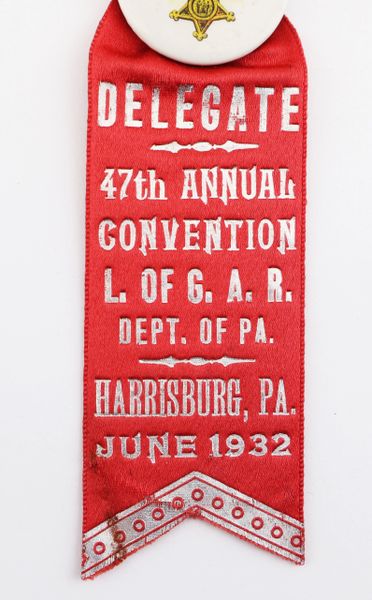 DELEGATE
47th ANNUAL
CONVENTION
L. OF G. A. R.
DEPT. OF PA.
HARRISBURG, PA.
JUNE 1932